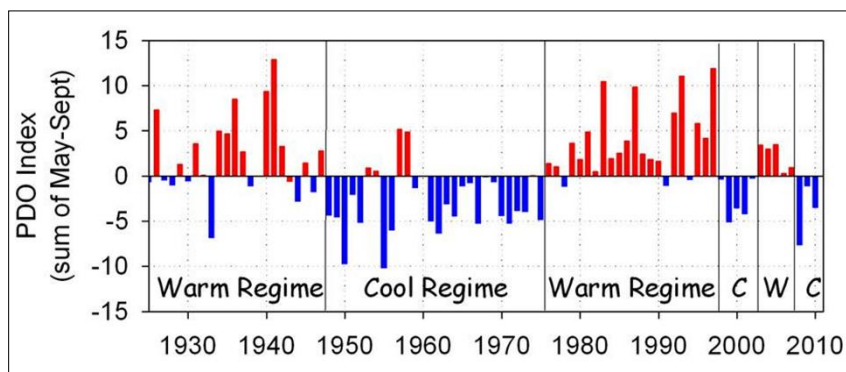 PDO Index
(sum of May-Sept)
15
10
5
0
-5
-10
-15
Warm Regime
Cool Regime
Warm Regime
C
W
C
1930
1940
1950
1960
1970
1980
1990
2000
2010